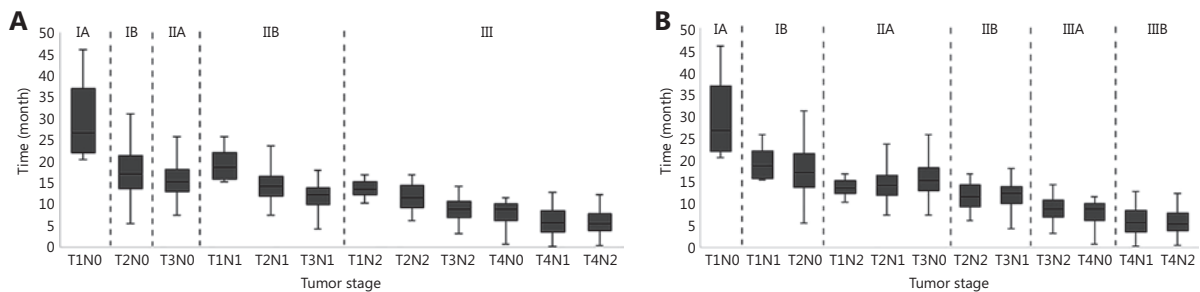 A
IA IB IIA IIB III
50
45
40
35
30
25
20
15
10
5
0
Time (month)
T1N0 T2N0 T3N0 T1N1 T2N1 T3N1 T1N2 T2N2 T3N2 T4N0 T4N1 T4N2
Tumor stage
B
IA IB IIA IIB IIIA IIIB
50
45
40
35
30
25
20
15
10
5
0
Time (month)
T1N0 T1N1 T2N0 T1N2 T2N1 T3N0 T2N2 T3N1 T3N2 T4N0 T4N1 T4N2
Tumor stage